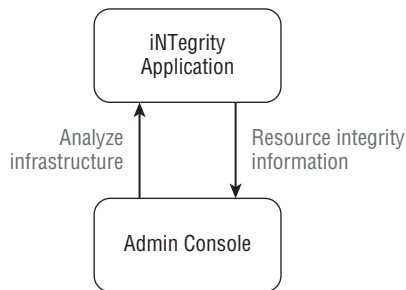 iNTegrity
Application
Analyze
infrastructure
Resource integrity
information
Admin Console